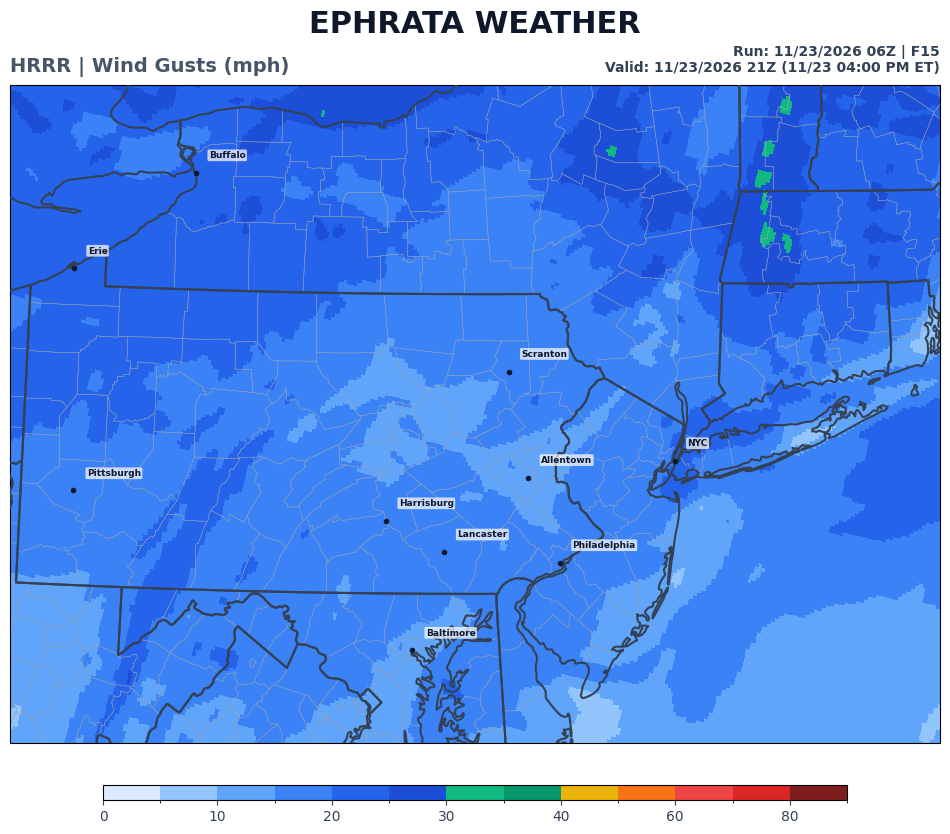 EPHRATA WEATHER
HRRR | Wind Gusts (mph)
Run: 11/23/2026 06Z | F15
Valid: 11/23/2026 21Z (11/23 04:00 PM ET)
Buffalo
Erie
Scranton
NYC
Allentown
Pittsburgh
Harrisburg
Lancaster
Philadelphia
Baltimore
0 10 20 30 40 50 60 70 80